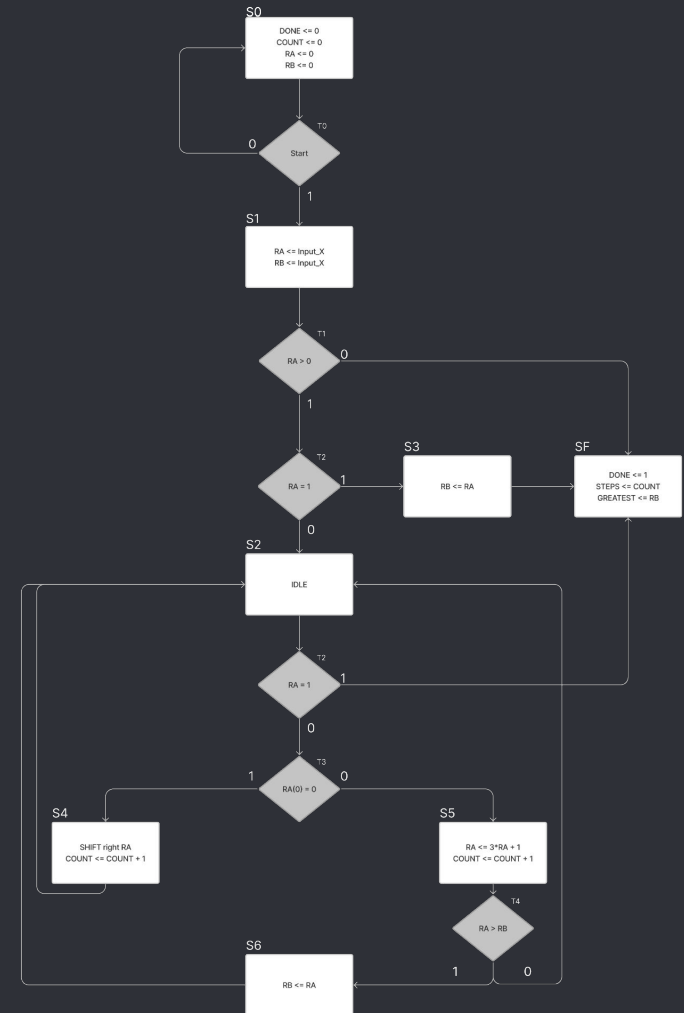 S0
DONE <= 0
COUNT <= 0
RA <= 0
RB <= 0
T0
0
Start
1
S1
RA <= Input_X
RB <= Input_X
T1
0
RA > 0
1
T2
RA = 1
1
0
S3
RB <= RA
SF
DONE <= 1
STEPS <= COUNT
GREATEST <= RB
S2
IDLE
T2
RA = 1
1
0
T3
1
RA(0) = 0
0
S4
SHIFT right RA
COUNT <= COUNT + 1
S5
RA <= 3*RA + 1
COUNT <= COUNT + 1
T4
RA > RB
1
0
S6
RB <= RA